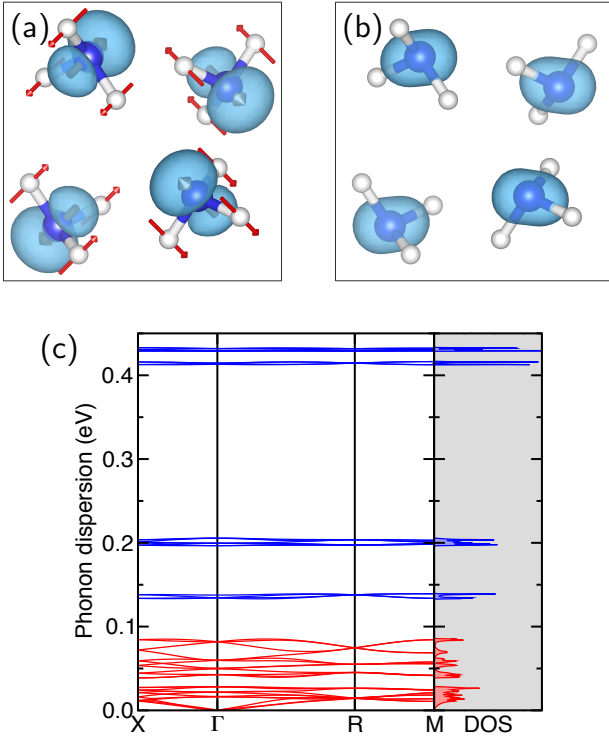 (a)
(b)
(c)
Phonon dispersion (eV)
0.4
0.3
0.2
0.1
0.0
X Γ R M DOS